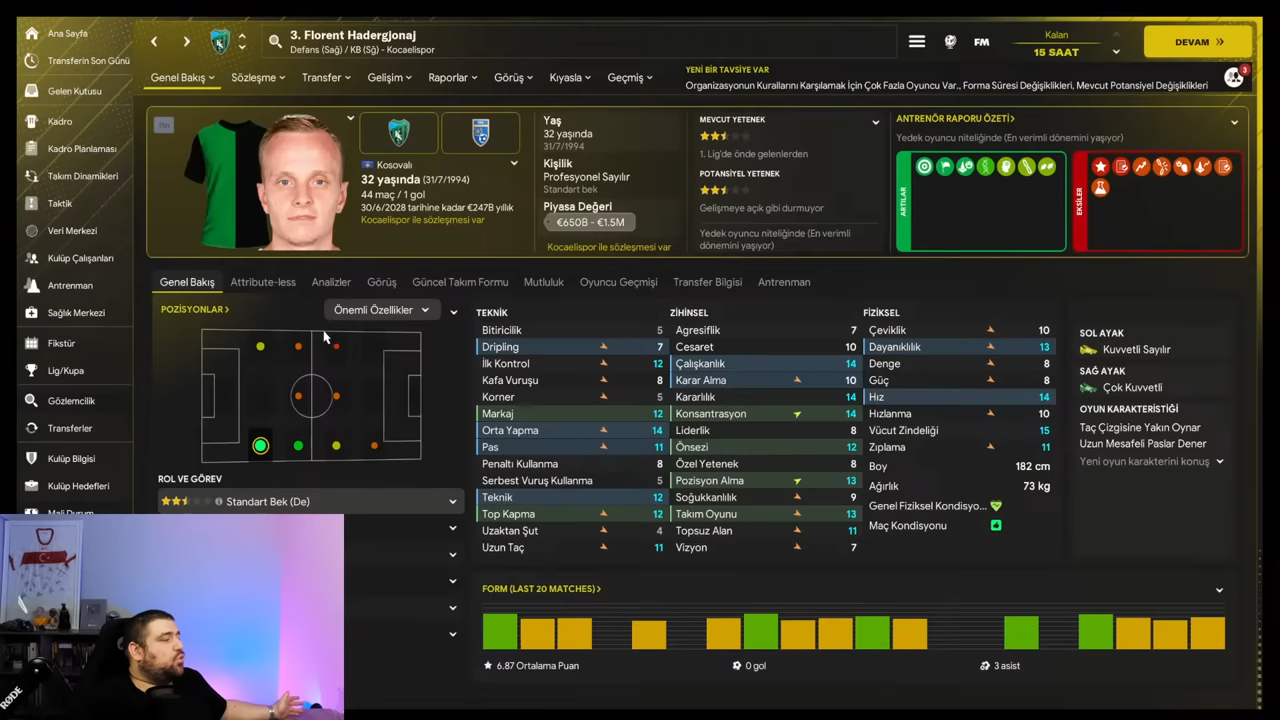 Ana Sayfa
Transferin Son Günü
Gelen Kutusu
Kadro
Kadro Planlaması
Takım Dinamikleri
Taktik
Veri Merkezi
Kulüp Çalışanları
Antrenman
Sağlık Merkezi
Fikstür
Lig/Kupa
Gözlemcilik
Transferler
Kulüp Bilgisi
Kulüp Hedefleri
3. Florent Hadergjonaj
Defans (Sağ) / KB (Sğ) - Kocaelispor
FM
Kalan
15 SAAT
DEVAM
Genel Bakış
Sözleşme
Transfer
Gelişim
Raporlar
Görüş
Kıyasla
Geçmiş
YENİ BİR TAVSİYE VAR
Organizasyonun Kurallarını Karşılamak İçin Çok Fazla Oyuncu Var., Forma Süresi Değişiklikleri, Mevcut Potansiyel Değişiklikleri
3
Kosovalı
32 yaşında (31/7/1994)
44 maç / 1 gol
30/6/2028 tarihine kadar €247B yıllık
Kocaelispor ile sözleşmesi var
Yaş
32 yaşında
31/7/1994
Kişilik
Profesyonel Sayılır
Standart bek
Piyasa Değeri
€650B - €1.5M
Kocaelispor ile sözleşmesi var
MEVCUT YETENEK
1. Lig'de önde gelenlerden
POTANSİYEL YETENEK
Gelişmeye açık gibi durmuyor
Yedek oyuncu niteliğinde (En verimli
dönemini yaşıyor)
ANTRENÖR RAPORU ÖZETİ
Yedek oyuncu niteliğinde (En verimli dönemini yaşıyor)
ARTILAR
EKSİLER
Genel Bakış
Attribute-less
Analizler
Görüş
Güncel Takım Formu
Mutluluk
Oyuncu Geçmişi
Transfer Bilgisi
Antrenman
POZİSYONLAR
Önemli Özellikler
ROL VE GÖREV
Standart Bek (De)
TEKNİK
Bitiricilik 5
Dripling 7
İlk Kontrol 12
Kafa Vuruşu 8
Korner 5
Markaj 12
Orta Yapma 14
Pas 11
Penaltı Kullanma 8
Serbest Vuruş Kullanma 5
Teknik 12
Top Kapma 12
Uzaktan Şut 4
Uzun Taç 11
ZİHİNSEL
Agresiflik 7
Cesaret 10
Çalışkanlık 14
Karar Alma 10
Kararlılık 14
Konsantrasyon 14
Liderlik 8
Önsezi 12
Özel Yetenek 8
Pozisyon Alma 13
Soğukkanlılık 9
Takım Oyunu 13
Topsuz Alan 11
Vizyon 7
FİZİKSEL
Çeviklik 10
Dayanıklılık 13
Denge 8
Güç 8
Hız 14
Hızlanma 10
Vücut Zindeliği 15
Zıplama 11
Boy 182 cm
Ağırlık 73 kg
Genel Fiziksel Kondisyo...
Maç Kondisyonu
SOL AYAK
Kuvvetli Sayılır
SAĞ AYAK
Çok Kuvvetli
OYUN KARAKTERİSTİĞİ
Taç Çizgisine Yakın Oynar
Uzun Mesafeli Paslar Dener
Yeni oyun karakterini konuş
FORM (LAST 20 MATCHES)
6.87 Ortalama Puan
0 gol
3 asist
RØDE